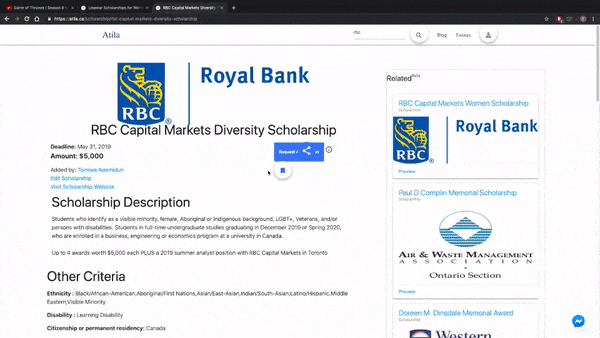 Game of Thrones | Season 8
RBC Capital Markets Diversity
https://atila.ca/scholarship/rbc-capital-markets-diversity-scholarship
Atila
rbc
Blog
Essays
RBC
Royal Bank
RBC Capital Markets Diversity Scholarship
Deadline: May 31, 2019
Amount: $5,000
Added by: Tomiwa Ademidun
Edit Scholarship
Visit Scholarship Website
Scholarship Description
Students who identify as a visible minority, female, Aboriginal or Indigenous background, LGBT+, Veterans, and/or
persons with disabilities. Students in full-time undergraduate studies graduating in December 2019 or Spring 2020,
who are enrolled in a business, engineering or economics program at a university in Canada.
Up to 4 awards worth $5,000 each PLUS a 2019 summer analyst position with RBC Capital Markets in Toronto
Other Criteria
Ethnicity : Black/African-American,Aboriginal/First Nations,Asian/East-Asian,Indian/South-Asian,Latino/Hispanic,Middle
Eastern,Visible Minority
Disability : Learning Disability
Citizenship or permanent residency: Canada
Related Beta
RBC Capital Markets Women Scholarship
Scholarship
RBC
Royal Bank
Preview
Paul G Complin Memorial Scholarship
Scholarship
AIR & WASTE MANAGEMENT
ASSOCIATION
Ontario Section
Preview
Doreen M. Dinsdale Memorial Award
Scholarship
Western